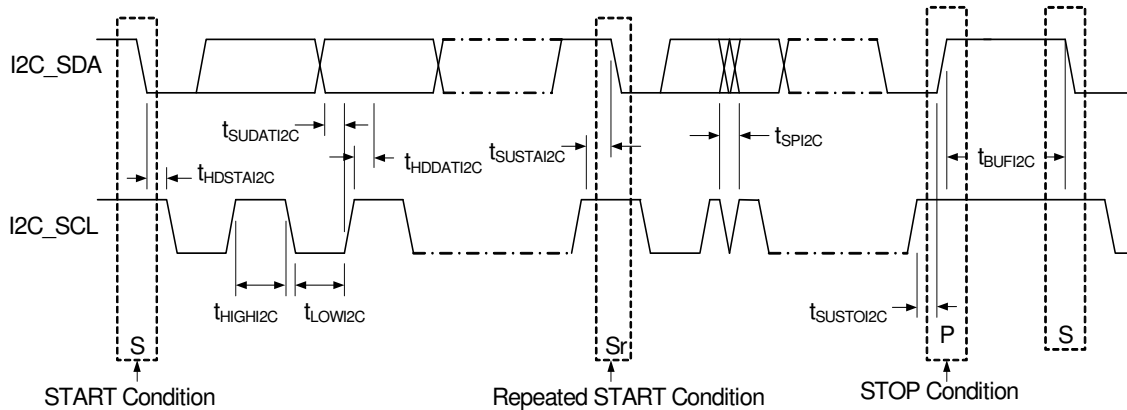 I2C_SDA
tSUDATI2C
tHDSTAI2C
tHDDATI2C
tSUSTAI2C
tSPI2C
tBUFI2C
I2C_SCL
tHIGHI2C
tLOWI2C
tSUSTOI2C
S
Sr
P
S
START Condition
Repeated START Condition
STOP Condition